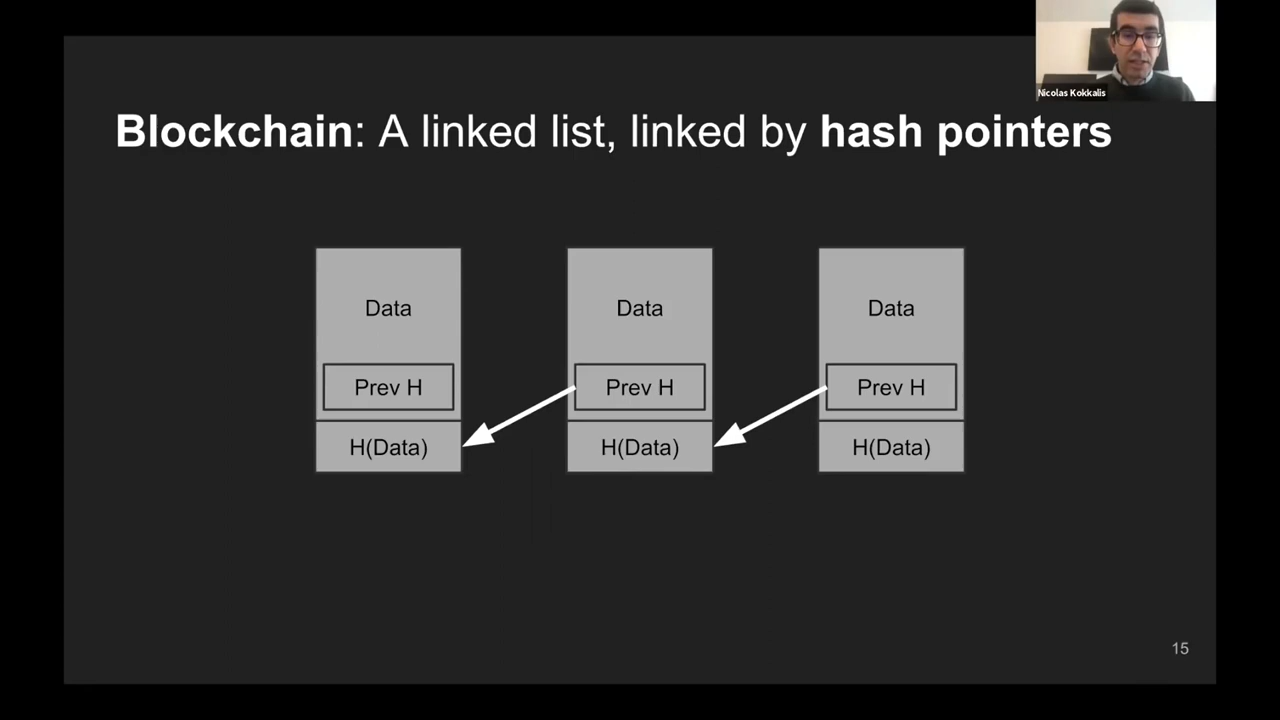 Nicolas Kokkalis
Blockchain: A linked list, linked by hash pointers
Data
Data
Data
Prev H
Prev H
Prev H
H(Data)
H(Data)
H(Data)
15